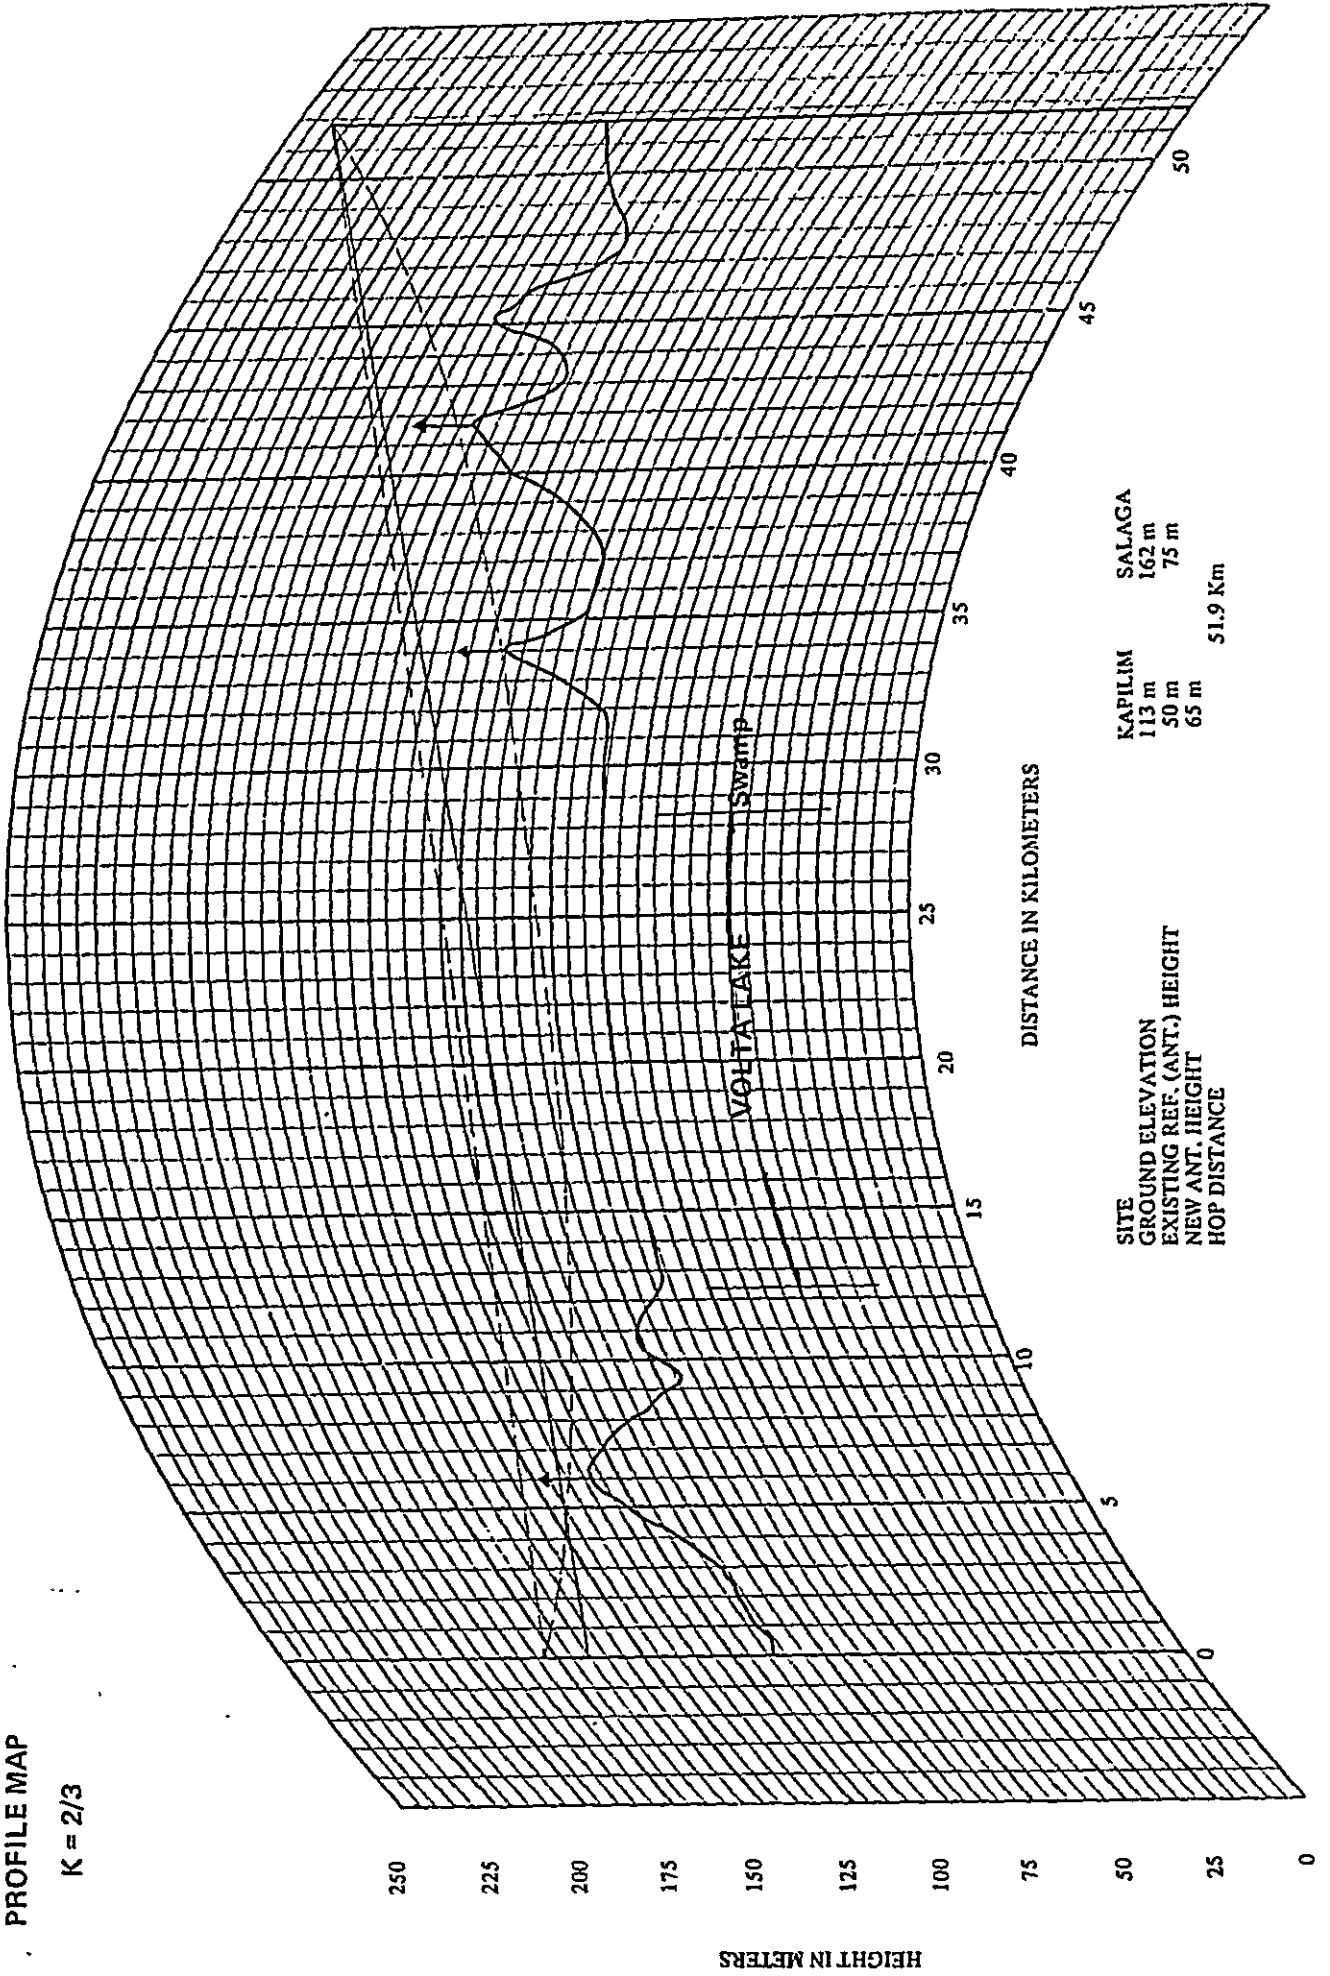 PROFILE MAP
K = 2/3
HEIGHT IN METERS
250
225
200
175
150
125
100
75
50
25
0
VOLTA LAKE
Swamp
0
5
10
15
20
25
30
35
40
45
50
DISTANCE IN KILOMETERS
SITE KAPILIM SALAGA
GROUND ELEVATION 113 m 162 m
EXISTING REF. (ANT.) HEIGHT 50 m 75 m
NEW ANT. HEIGHT 65 m
HOP DISTANCE 51.9 Km